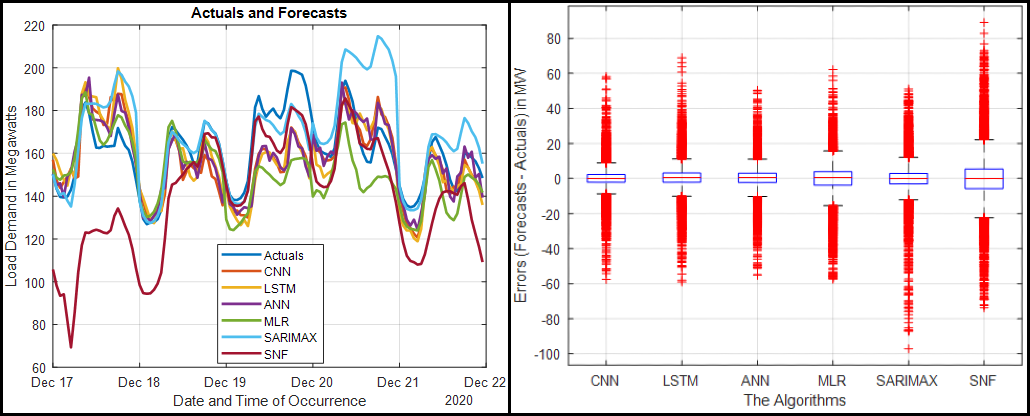 Actuals and Forecasts
Load Demand in Megawatts
220
200
180
160
140
120
100
80
60
Actuals
CNN
LSTM
ANN
MLR
SARIMAX
SNF
Dec 17 Dec 18 Dec 19 Dec 20 Dec 21 Dec 22
Date and Time of Occurrence 2020
Errors (Forecasts - Actuals) in MW
80
60
40
20
0
-20
-40
-60
-80
-100
CNN LSTM ANN MLR SARIMAX SNF
The Algorithms